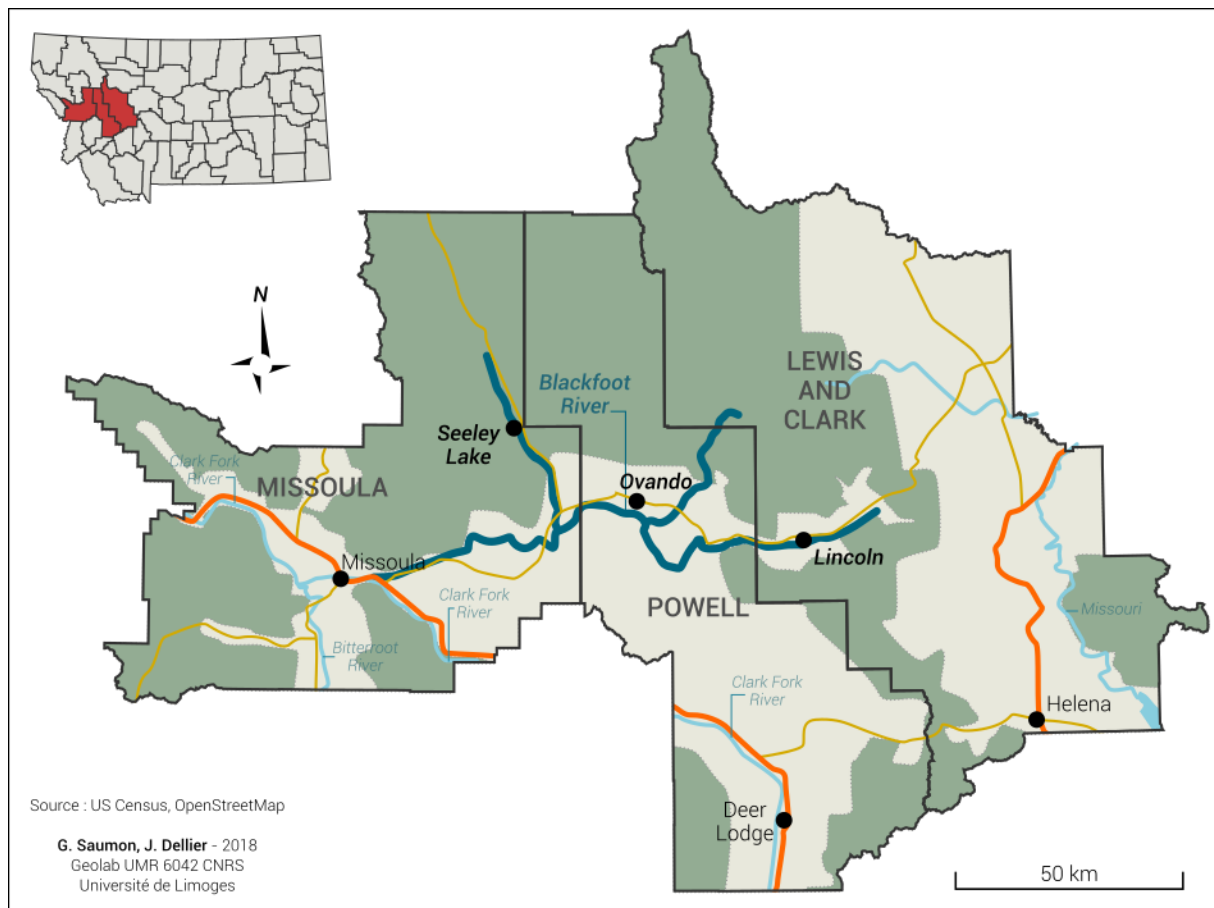 N
LEWIS
AND
CLARK
Blackfoot
River
Seeley
Lake
Ovando
Clark Fork
River
MISSOULA
Lincoln
Missoula
Clark Fork
River
POWELL
Missouri
Bitterroot
River
Clark Fork
River
Helena
Deer
Lodge
Source : US Census, OpenStreetMap
G. Saumon, J. Dellier - 2018
Geolab UMR 6042 CNRS
Université de Limoges
50 km